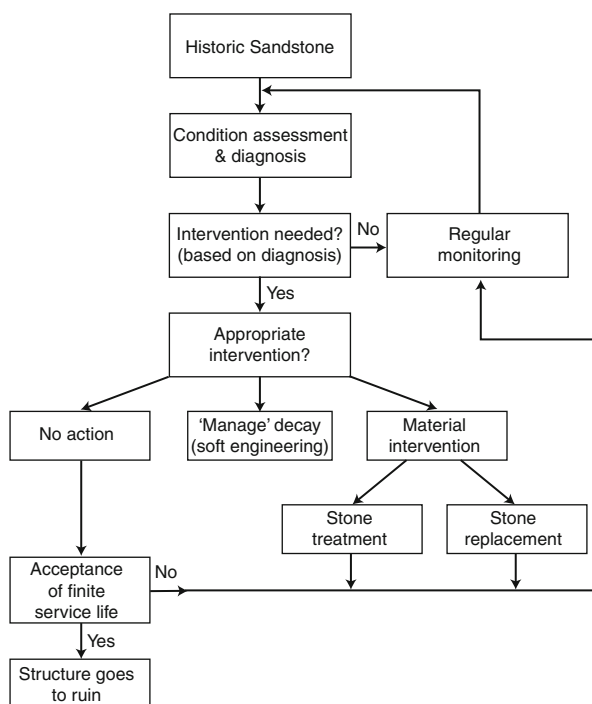 Historic Sandstone
Condition assessment
& diagnosis
Intervention needed?
(based on diagnosis)
No
Regular
monitoring
Yes
Appropriate
intervention?
No action
‘Manage’ decay
(soft engineering)
Material
intervention
Stone
treatment
Stone
replacement
Acceptance
of finite
service life
No
Yes
Structure goes
to ruin